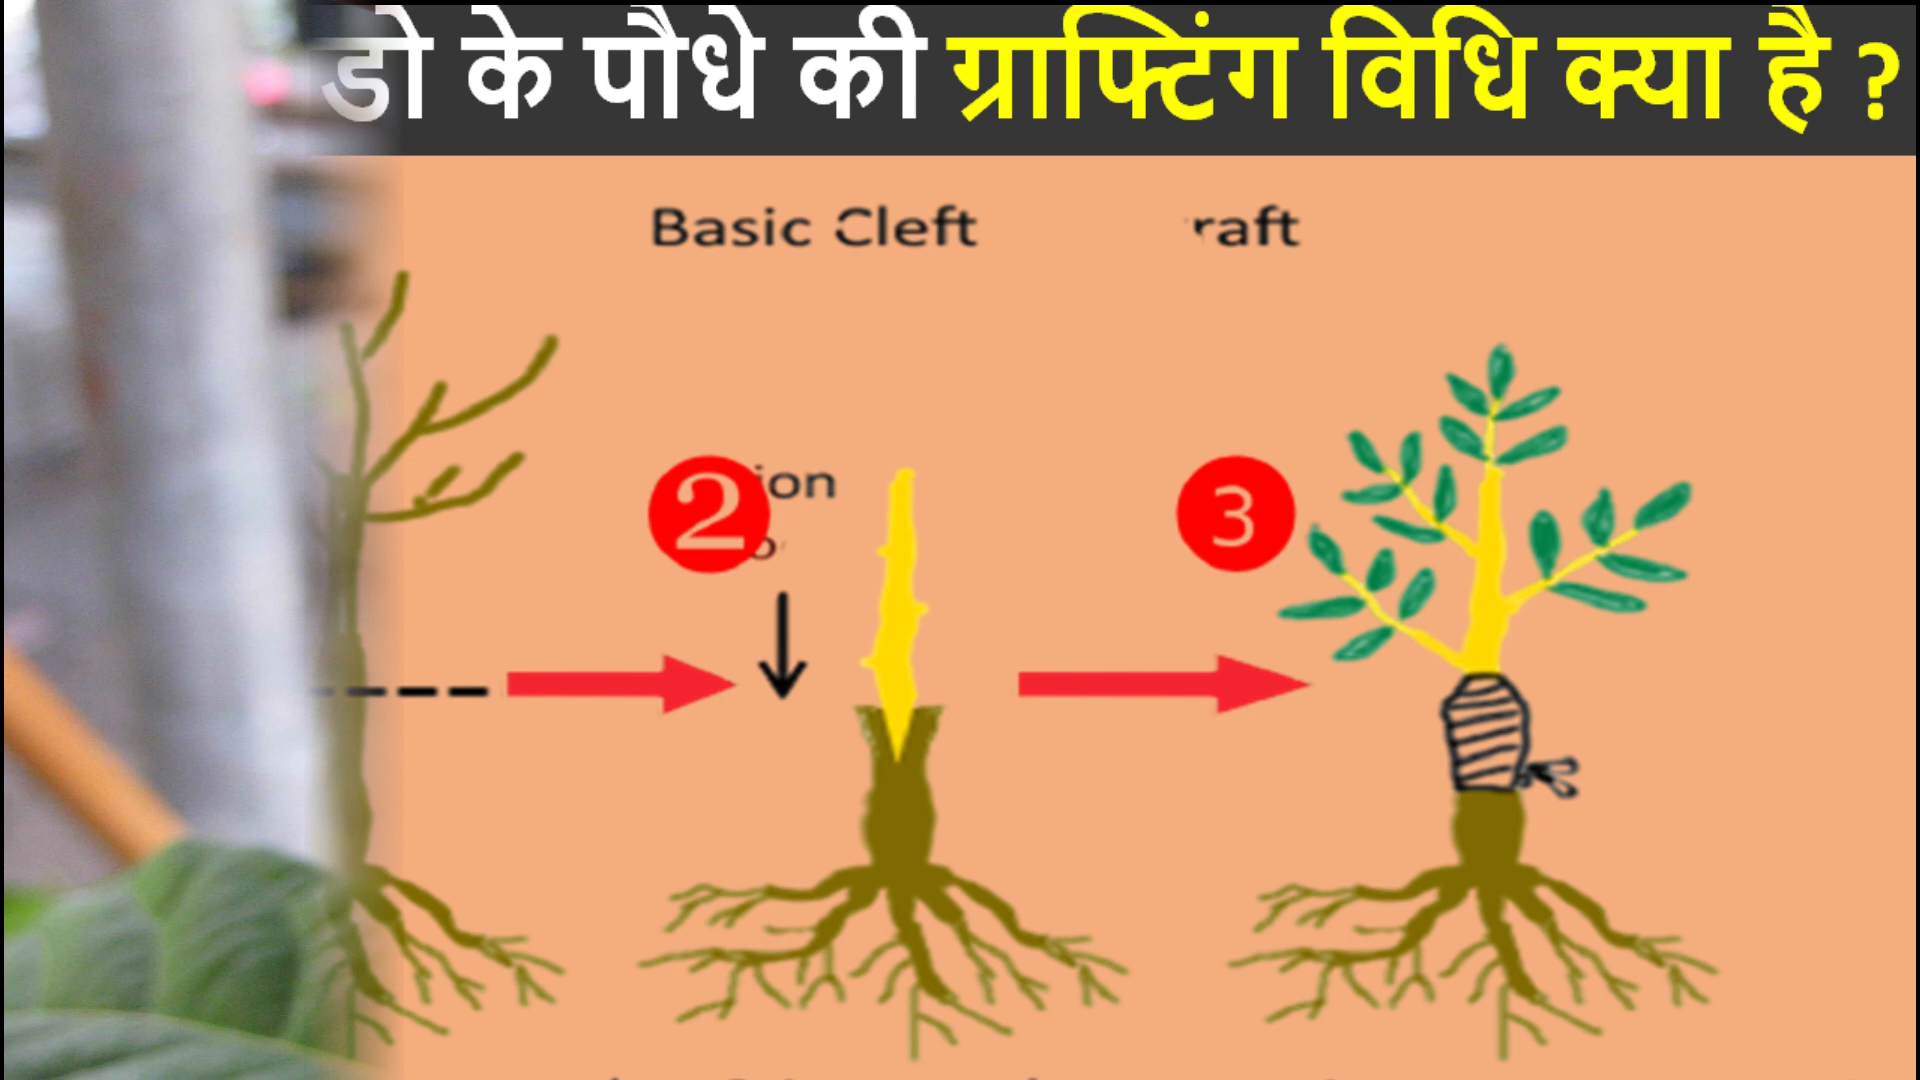 डो के पौधे की ग्राफ्टिंग विधि क्या है ?
Basic Cleft raft
2
ion
3